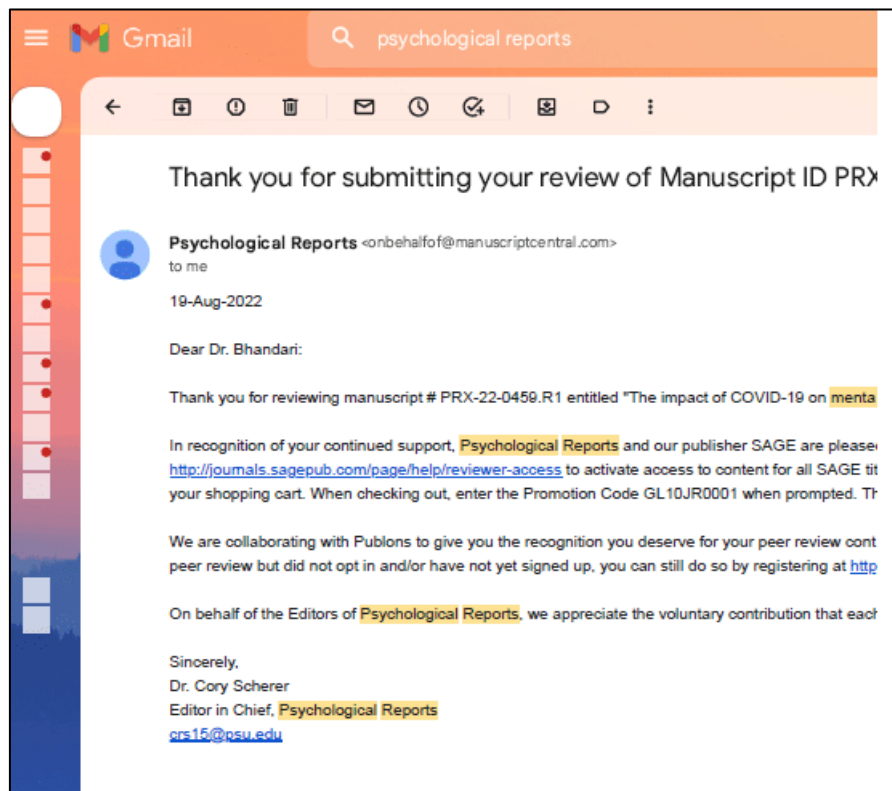 Gmail
psychological reports
Thank you for submitting your review of Manuscript ID PRX
Psychological Reports <onbehalfof@manuscriptcentral.com>
to me
19-Aug-2022
Dear Dr. Bhandari:
Thank you for reviewing manuscript # PRX-22-0459.R1 entitled "The impact of COVID-19 on menta
In recognition of your continued support, Psychological Reports and our publisher SAGE are pleased
http://journals.sagepub.com/page/help/reviewer-access to activate access to content for all SAGE tit
your shopping cart. When checking out, enter the Promotion Code GL10JR0001 when prompted. Th
We are collaborating with Publons to give you the recognition you deserve for your peer review cont
peer review but did not opt in and/or have not yet signed up, you can still do so by registering at http
On behalf of the Editors of Psychological Reports, we appreciate the voluntary contribution that each
Sincerely,
Dr. Cory Scherer
Editor in Chief, Psychological Reports
crs15@psu.edu